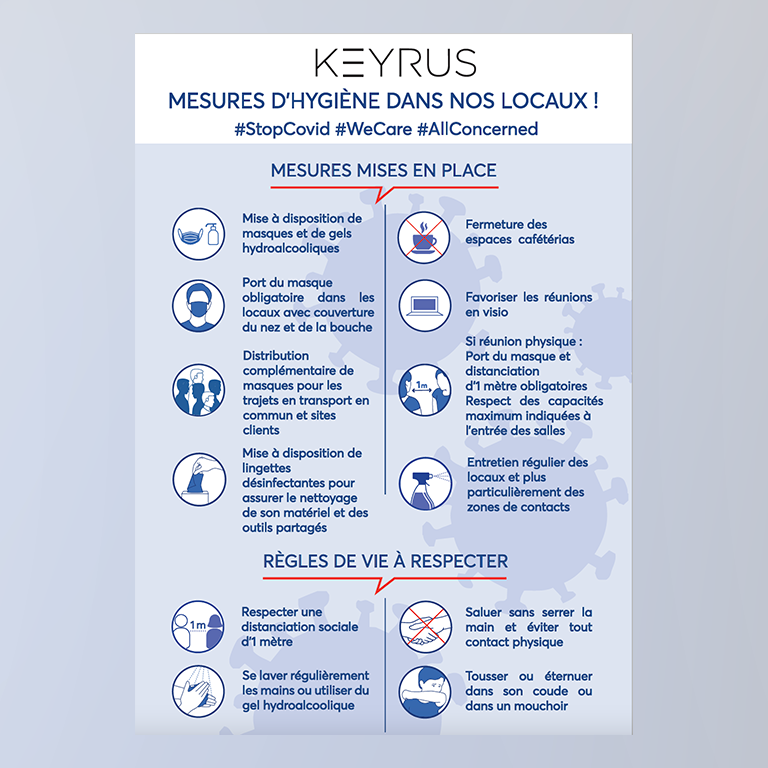 KEYRUS
MESURES D'HYGIÈNE DANS NOS LOCAUX !
#StopCovid #WeCare #AllConcerned
MESURES MISES EN PLACE
Mise à disposition de
masques et de gels
hydroalcooliques
Port du masque
obligatoire dans les
locaux avec couverture
du nez et de la bouche
Distribution
complémentaire de
masques pour les
trajets en transport en
commun et sites
clients
Mise à disposition de
lingettes
désinfectantes pour
assurer le nettoyage
de son matériel et des
outils partagés
Fermeture des
espaces cafétérias
Favoriser les réunions
en visio
1m
Si réunion physique :
Port du masque et
distanciation
d'1 mètre obligatoires
Respect des capacités
maximum indiquées à
l'entrée des salles
Entretien régulier des
locaux et plus
particulièrement des
zones de contacts
RÈGLES DE VIE À RESPECTER
1m
Respecter une
distanciation sociale
d'1 mètre
Se laver régulièrement
les mains ou utiliser du
gel hydroalcoolique
Saluer sans serrer la
main et éviter tout
contact physique
Tousser ou éternuer
dans son coude ou
dans un mouchoir